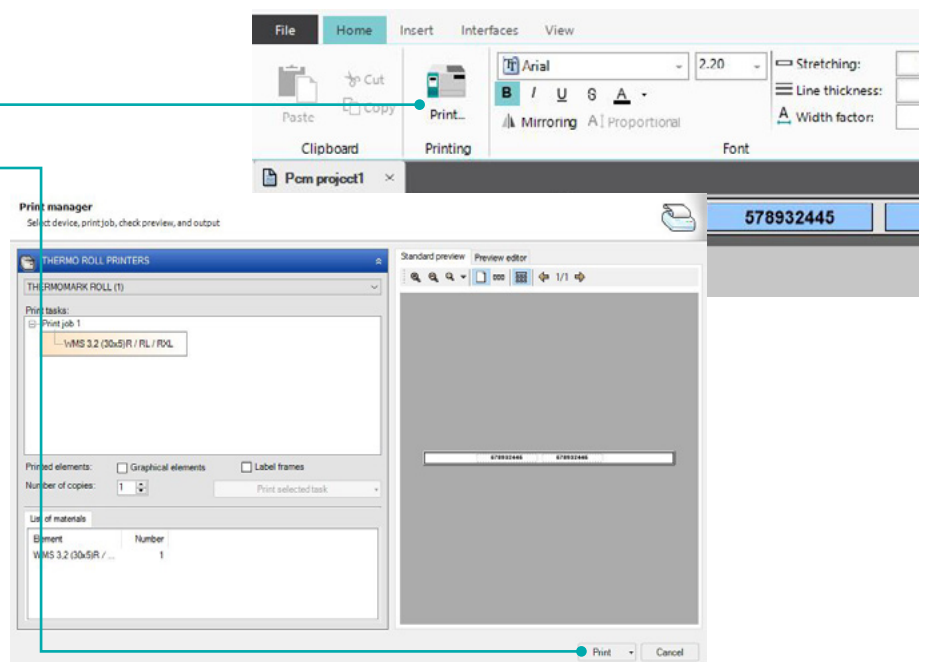 File Home Insert Interfaces View
Paste
Cut
Copy
Clipboard
Print...
Printing
Arial 2.20
B I U S A
Mirroring A Proportional
Font
Stretching:
Line thickness:
Width factor:
Pcm project1 ×
578932445
Print manager
Select device, print job, check preview, and output
THERMO ROLL PRINTERS
THERMOMARK ROLL (1)
Print tasks:
Print job 1
WMS 3.2 (30x5)R / RL / RXL
Printed elements: Graphical elements Label frames
Number of copies: 1 Print selected task
List of materials
Element Number
WMS 3,2 (30x5)R / ... 1
Standard preview Preview editor
1/1
578932445 578932445
Print Cancel